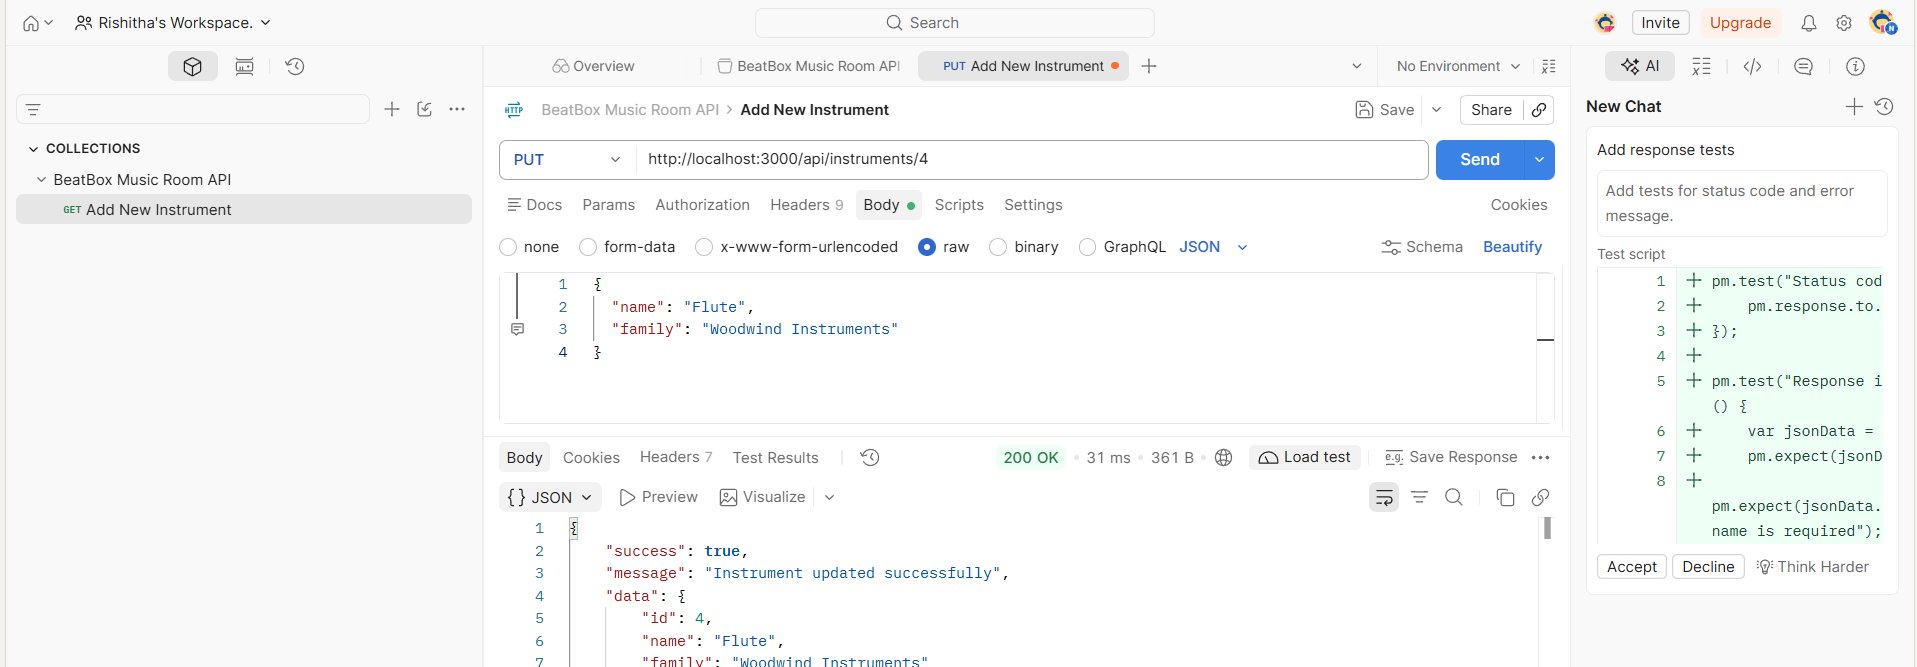 Rishitha's Workspace.
Search
Invite
Upgrade
Overview
BeatBox Music Room API
PUT Add New Instrument
No Environment
AI
COLLECTIONS
BeatBox Music Room API
GET Add New Instrument
HTTP BeatBox Music Room API > Add New Instrument
Save
Share
PUT http://localhost:3000/api/instruments/4
Send
Docs Params Authorization Headers 9 Body Scripts Settings
Cookies
none form-data x-www-form-urlencoded raw binary GraphQL JSON
Schema Beautify
1 {
2 "name": "Flute",
3 "family": "Woodwind Instruments"
4 }
Body Cookies Headers 7 Test Results
200 OK • 31 ms • 361 B
Load test
e.g. Save Response
{} JSON Preview Visualize
1 {
2 "success": true,
3 "message": "Instrument updated successfully",
4 "data": {
5 "id": 4,
6 "name": "Flute",
7 "family": "Woodwind Instruments"
New Chat
Add response tests
Add tests for status code and error
message.
Test script
1 + pm.test("Status cod
2 + pm.response.to.
3 + });
4 +
5 + pm.test("Response i
() {
6 + var jsonData =
7 + pm.expect(jsonD
8 +
pm.expect(jsonData.
name is required");
Accept Decline Think Harder